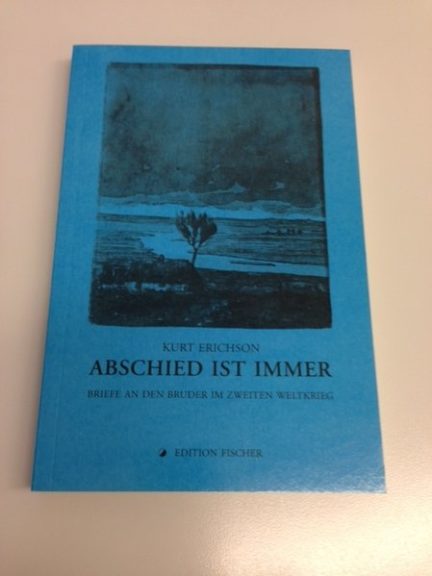 KURT ERICHSON
ABSCHIED IST IMMER
BRIEFE AN DEN BRUDER IM ZWEITEN WELTKRIEG
EDITION FISCHER